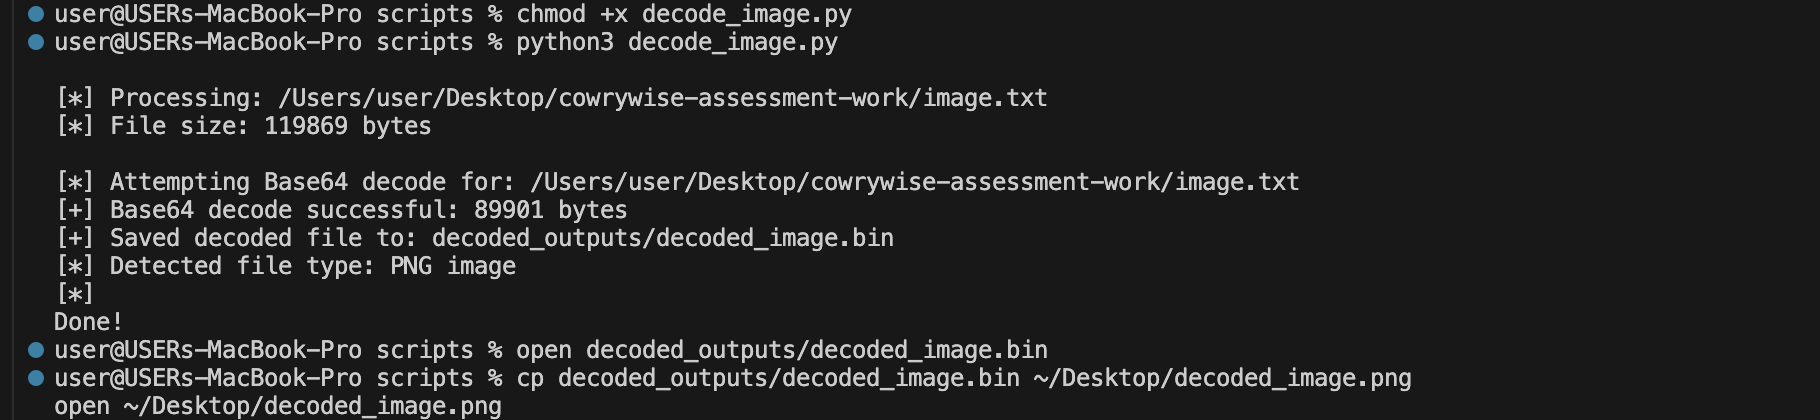 user@USERs-MacBook-Pro scripts % chmod +x decode_image.py
user@USERs-MacBook-Pro scripts % python3 decode_image.py
[*] Processing: /Users/user/Desktop/cowrywise-assessment-work/image.txt
[*] File size: 119869 bytes
[*] Attempting Base64 decode for: /Users/user/Desktop/cowrywise-assessment-work/image.txt
[+] Base64 decode successful: 89901 bytes
[+] Saved decoded file to: decoded_outputs/decoded_image.bin
[*] Detected file type: PNG image
[*]
Done!
user@USERs-MacBook-Pro scripts % open decoded_outputs/decoded_image.bin
user@USERs-MacBook-Pro scripts % cp decoded_outputs/decoded_image.bin ~/Desktop/decoded_image.png
open ~/Desktop/decoded_image.png